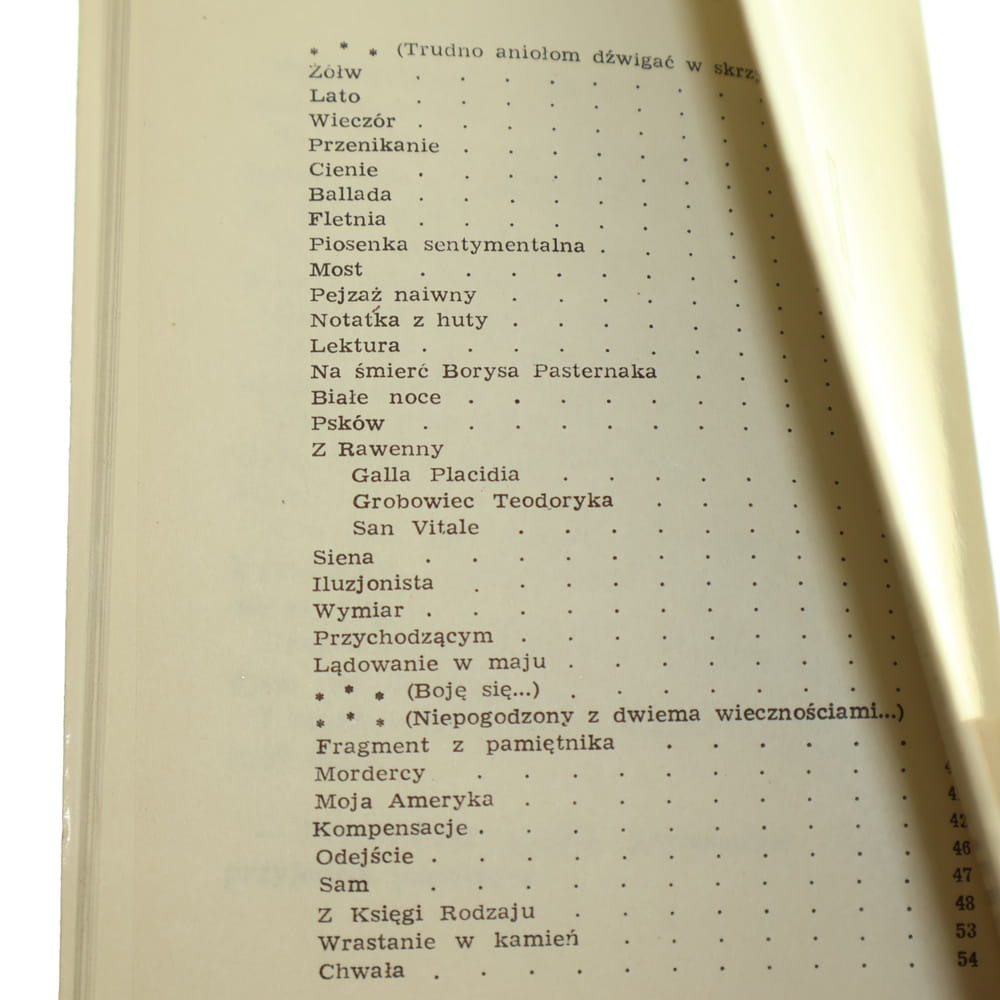 * * * (Trudno aniołom dźwigać w skrz
Żółw . . . . . . . . .
Lato . . . . . . . . .
Wieczór . . . . . . . . .
Przenikanie . . . . . . . .
Cienie . . . . . . . . .
Ballada . . . . . . . . .
Fletnia . . . . . . . . .
Piosenka sentymentalna . . . . .
Most . . . . . . . . .
Pejzaż naiwny . . . . . . .
Notatka z huty . . . . . . .
Lektura . . . . . . . . .
Na śmierć Borysa Pasternaka . . . .
Białe noce . . . . . . . .
Psków . . . . . . . . .
Z Rawenny
Galla Placidia . . . . . . .
Grobowiec Teodoryka . . . . .
San Vitale . . . . . . . .
Siena . . . . . . . . . . .
Iluzjonista . . . . . . . . . .
Wymiar . . . . . . . . . . .
Przychodzącym . . . . . . . . .
Lądowanie w maju . . . . . . . .
* * * (Boję się...) . . . . . . . .
* * * (Niepogodzony z dwiema wiecznościami...)
Fragment z pamiętnika . . . . . .
Mordercy . . . . . . . . . .
Moja Ameryka . . . . . . . . .
Kompensacje . . . . . . . . . . 42
Odejście . . . . . . . . . . . 46
Sam . . . . . . . . . . . 47
Z Księgi Rodzaju . . . . . . . . 48
Wrastanie w kamień . . . . . . . 53
Chwała . . . . . . . . . . . 54